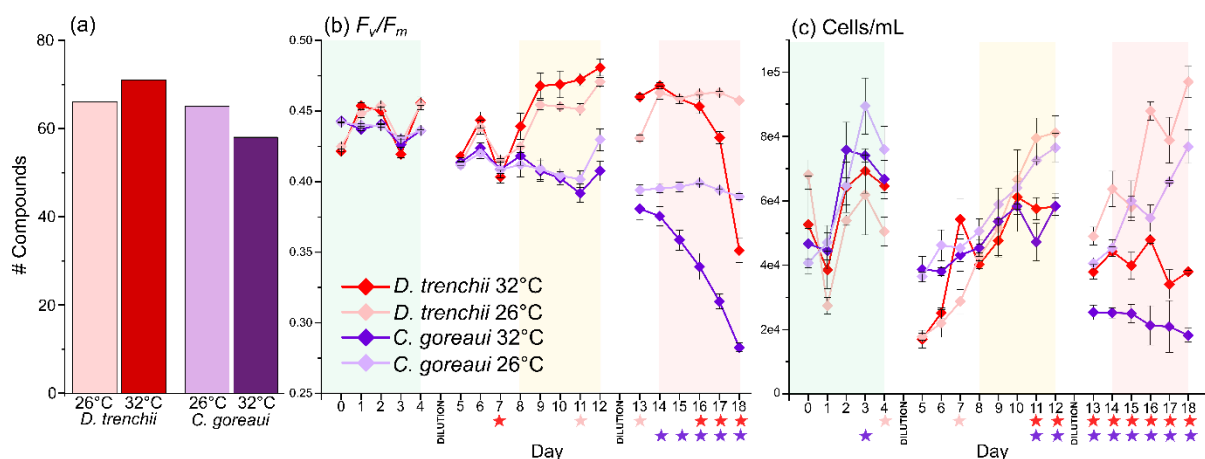 (a)
# Compounds
80
60
40
20
0
26°C 32°C 26°C 32°C
D. trenchii C. goreaui
(b) Fv/Fm
0.50
0.45
0.40
0.35
0.30
0.25
D. trenchii 32°C
D. trenchii 26°C
C. goreaui 32°C
C. goreaui 26°C
0 1 2 3 4 DILUTION 5 6 7 8 9 10 11 12 DILUTION 13 14 15 16 17 18
Day
(c) Cells/mL
1e5
8e4
6e4
4e4
2e4
0
0 1 2 3 4 DILUTION 5 6 7 8 9 10 11 12 DILUTION 13 14 15 16 17 18
Day